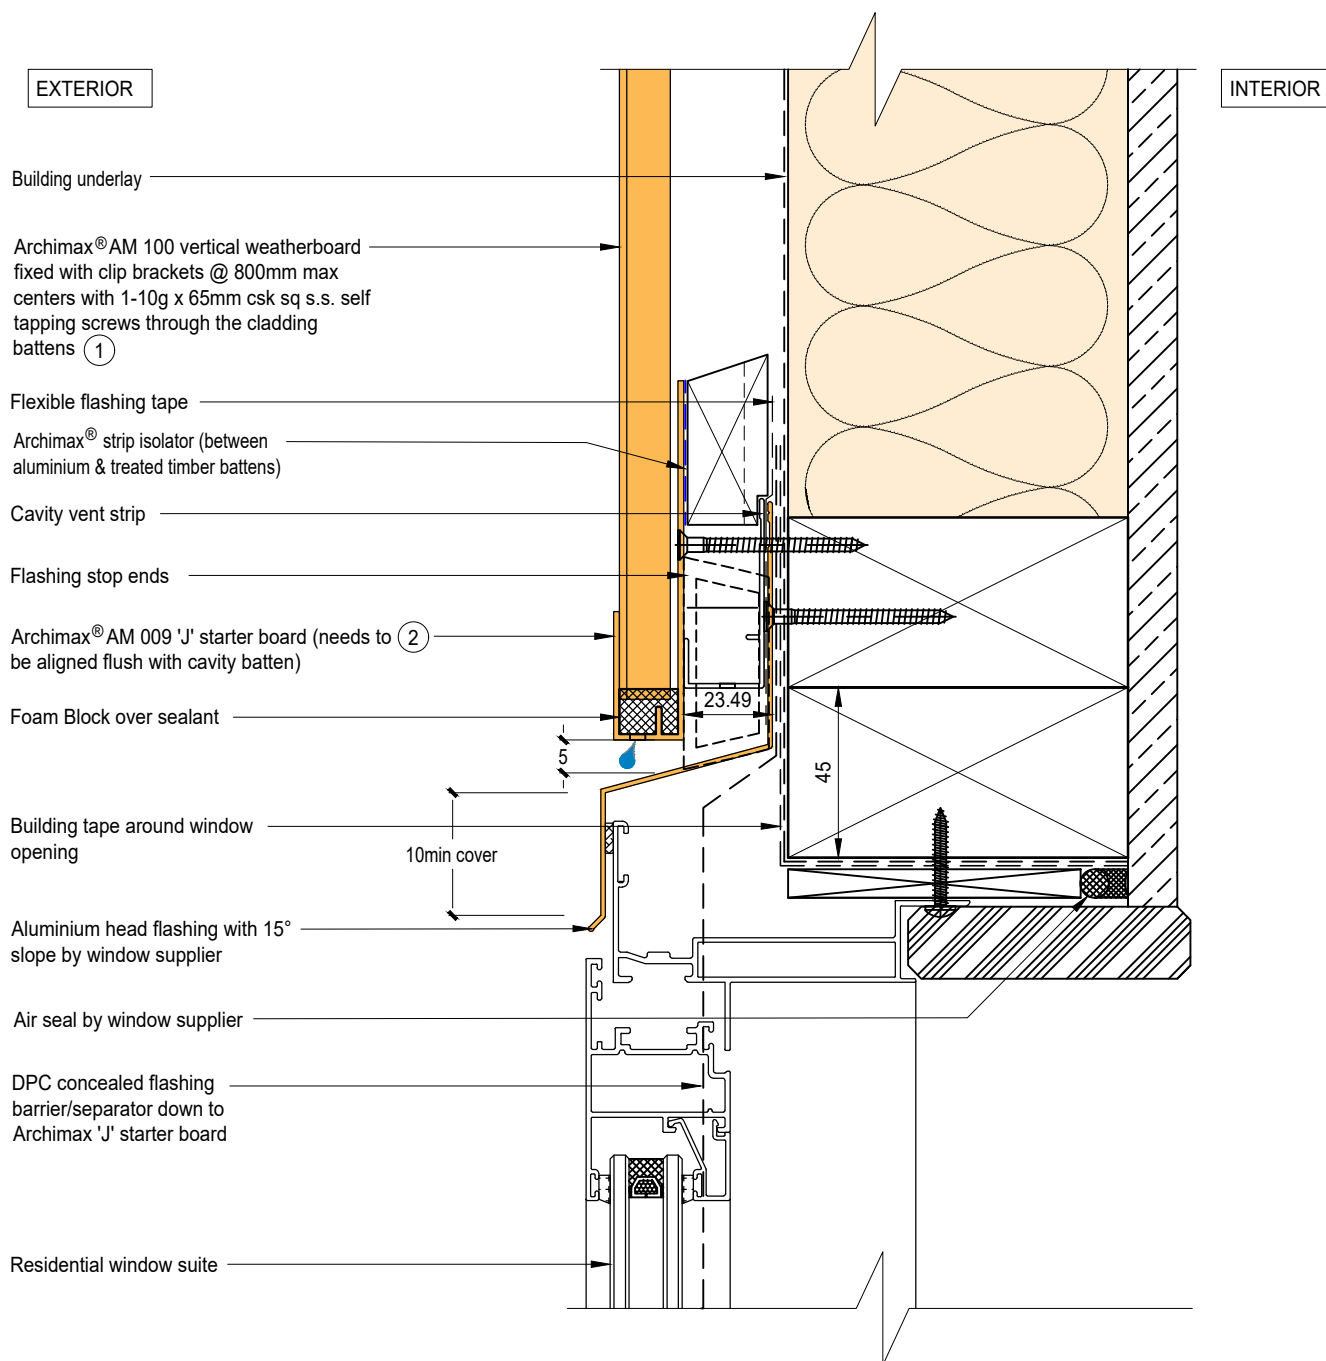 EXTERIOR
INTERIOR
Building underlay
Archimax® AM 100 vertical weatherboard
fixed with clip brackets @ 800mm max
centers with 1-10g x 65mm csk sq s.s. self
tapping screws through the cladding
battens 1
Flexible flashing tape
Archimax® strip isolator (between
aluminium & treated timber battens)
Cavity vent strip
Flashing stop ends
Archimax® AM 009 'J' starter board (needs to 2
be aligned flush with cavity batten)
Foam Block over sealant
23.49
5
45
Building tape around window
opening
10min cover
Aluminium head flashing with 15°
slope by window supplier
Air seal by window supplier
DPC concealed flashing
barrier/separator down to
Archimax 'J' starter board
Residential window suite